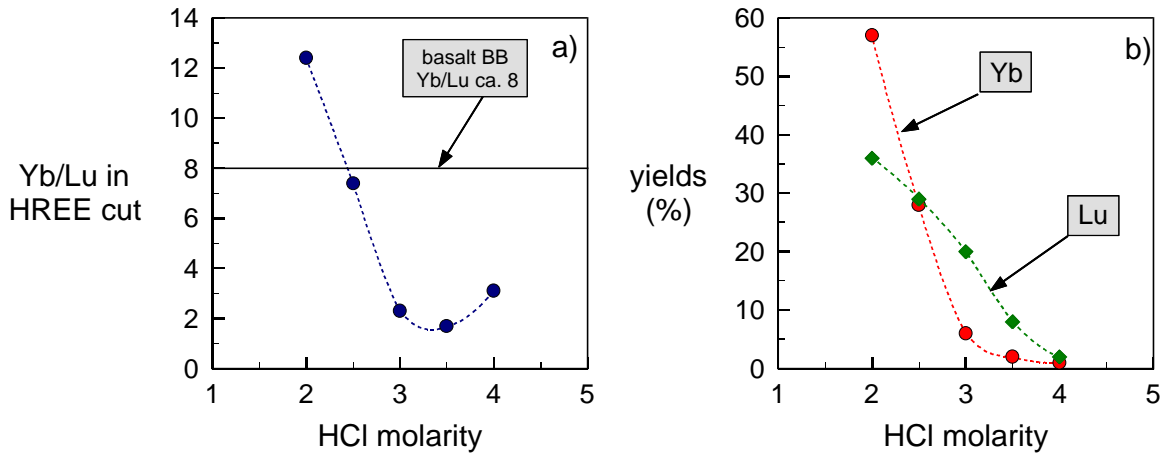 a)
14
12
10
8
6
4
2
0
basalt BB
Yb/Lu ca. 8
Yb/Lu in
HREE cut
1 2 3 4 5
HCl molarity
b)
60
50
40
30
20
10
0
Yb
yields
(%)
Lu
1 2 3 4 5
HCl molarity